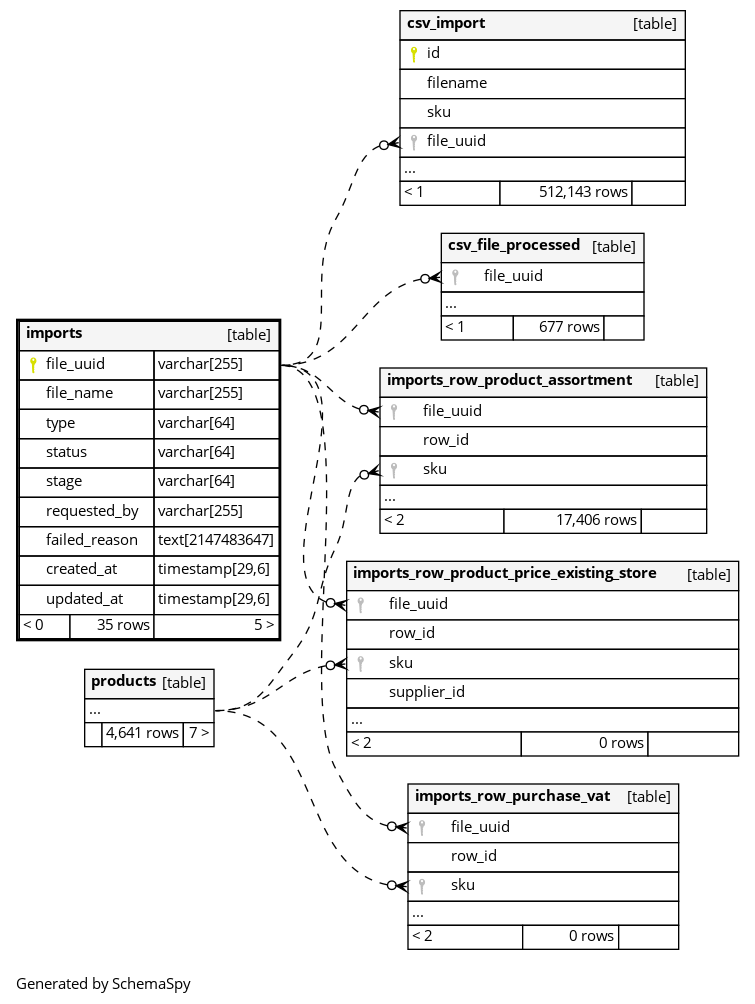 csv_import [table]
id
filename
sku
file_uuid
...
< 1 512,143 rows
csv_file_processed [table]
file_uuid
...
< 1 677 rows
imports [table]
file_uuid varchar[255]
file_name varchar[255]
type varchar[64]
status varchar[64]
stage varchar[64]
requested_by varchar[255]
failed_reason text[2147483647]
created_at timestamp[29,6]
updated_at timestamp[29,6]
< 0 35 rows 5 >
imports_row_product_assortment [table]
file_uuid
row_id
sku
...
< 2 17,406 rows
imports_row_product_price_existing_store [table]
file_uuid
row_id
sku
supplier_id
...
< 2 0 rows
products [table]
...
4,641 rows 7 >
imports_row_purchase_vat [table]
file_uuid
row_id
sku
...
< 2 0 rows
Generated by SchemaSpy